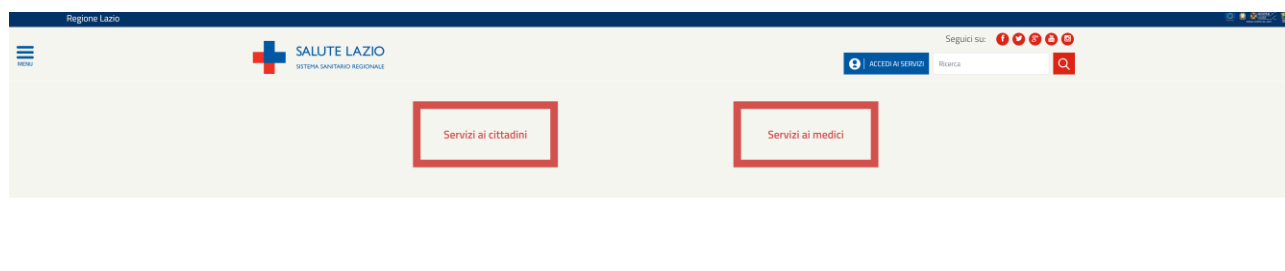 Regione Lazio
MENU
SALUTE LAZIO
SISTEMA SANITARIO REGIONALE
Seguici su:
ACCEDI AI SERVIZI
Ricerca
Servizi ai cittadini
Servizi ai medici